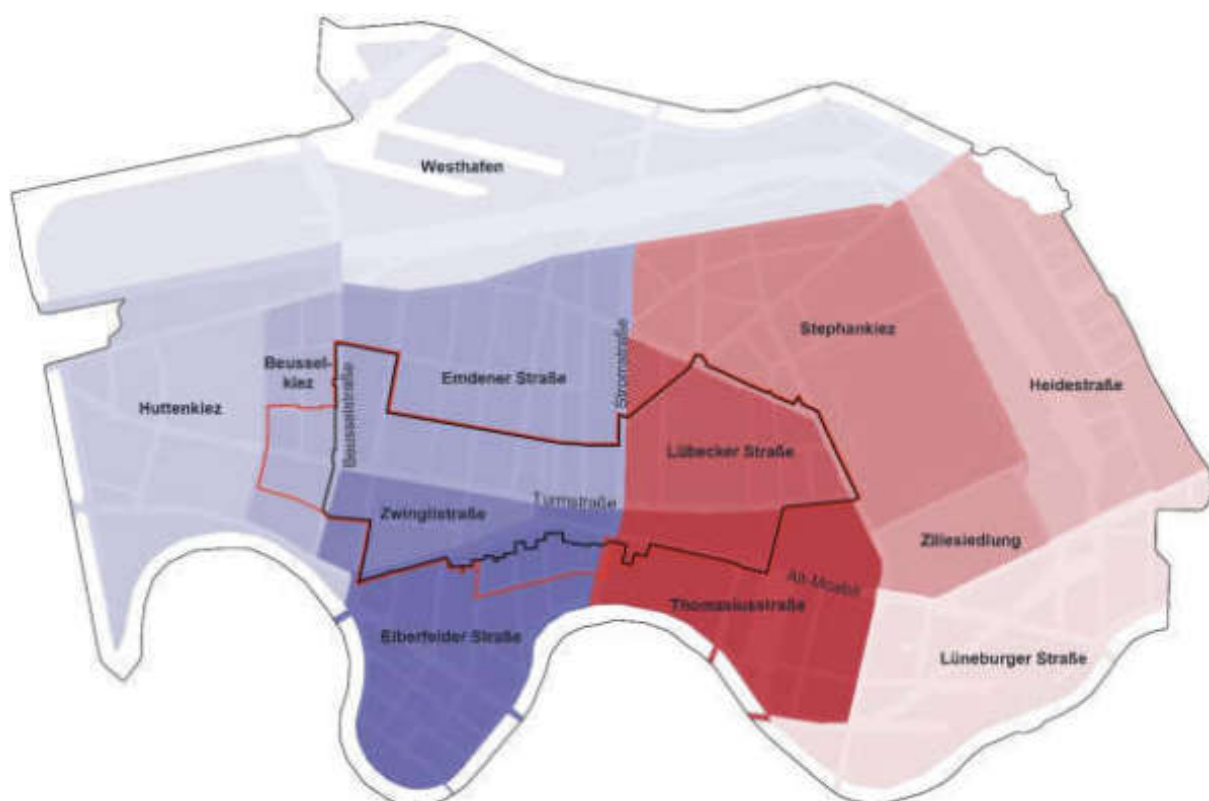 Westhafen
Stephankiez
Heidestraße
Beussel-
kiez
Huttenkiez
Beusselstraße
Emdener Straße
Stromstraße
Lübecker Straße
Turmstraße
Zwinglistraße
Zillesiedlung
Alt-Moabit
Thomasiusstraße
Elberfelder Straße
Lüneburger Straße